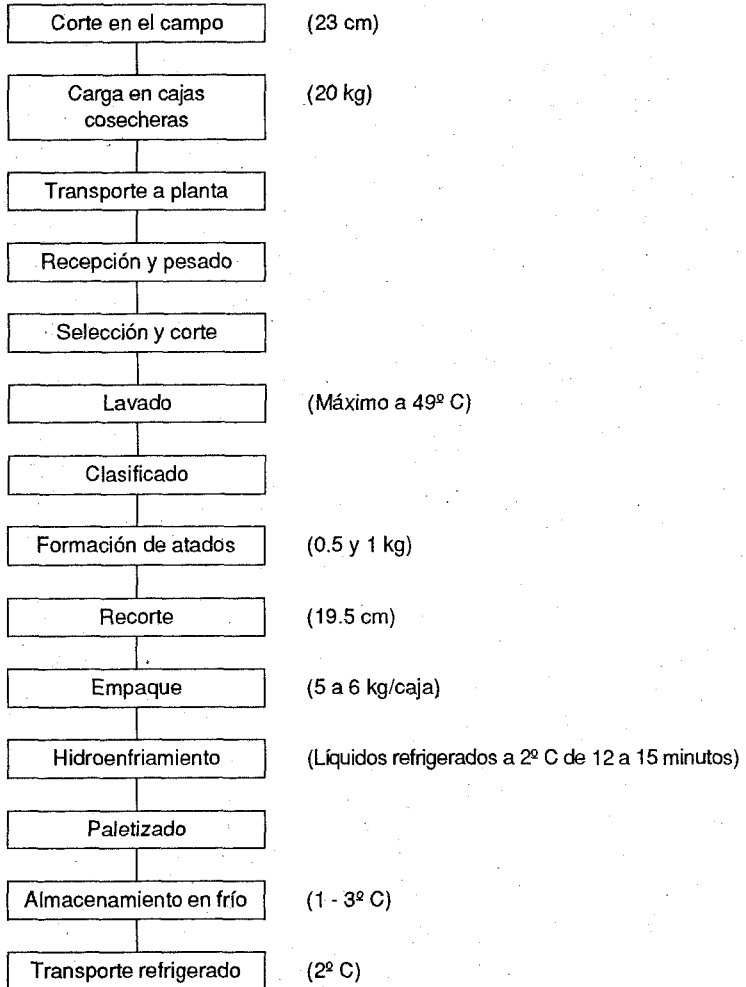 Corte en el campo (23 cm)
Carga en cajas (20 kg)
cosecheras
Transporte a planta
Recepción y pesado
Selección y corte
Lavado (Máximo a 49º C)
Clasificado
Formación de atados (0.5 y 1 kg)
Recorte (19.5 cm)
Empaque (5 a 6 kg/caja)
Hidroenfriamiento (Líquidos refrigerados a 2º C de 12 a 15 minutos)
Paletizado
Almacenamiento en frío (1 - 3º C)
Transporte refrigerado (2º C)